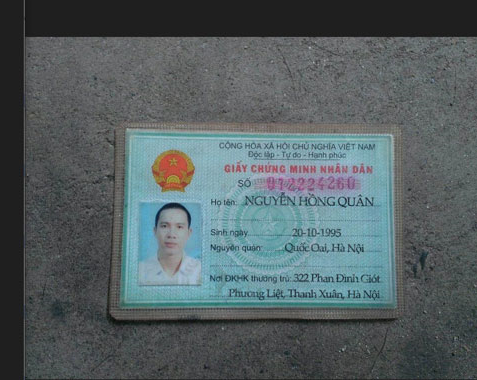 CỘNG HÒA XÃ HỘI CHỦ NGHĨA VIỆT NAM
Độc lập - Tự do - Hạnh phúc
GIẤY CHỨNG MINH NHÂN DÂN
SỐ 012224260
Họ tên: NGUYỄN HỒNG QUÂN
Sinh ngày 20-10-1995
Nguyên quán: Quốc Oai, Hà Nội
Nơi ĐKHK thường trú: 322 Phan Đình Giót
Phương Liệt, Thanh Xuân, Hà Nội